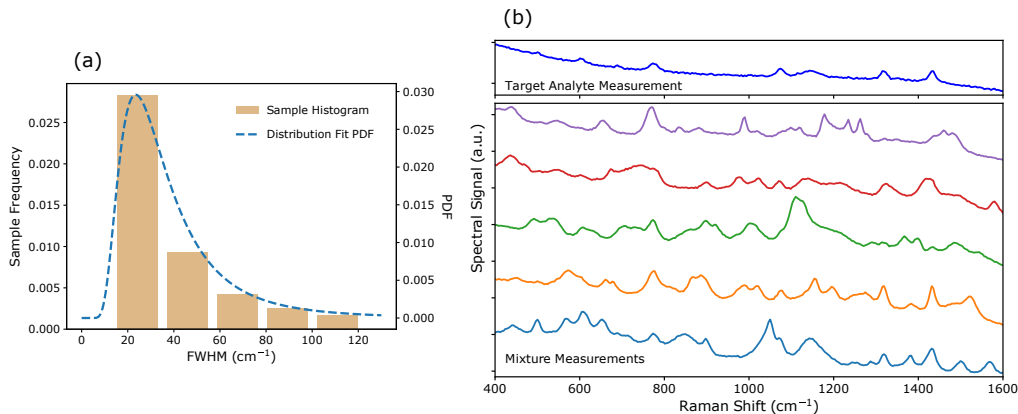 (a)
Sample Frequency
0.000
0.005
0.010
0.015
0.020
0.025
Sample Histogram
Distribution Fit PDF
0.000
0.005
0.010
0.015
0.020
0.025
0.030
PDF
0 20 40 60 80 100 120
FWHM (cm⁻¹)
(b)
Target Analyte Measurement
Spectral Signal (a.u.)
Mixture Measurements
400 600 800 1000 1200 1400 1600
Raman Shift (cm⁻¹)